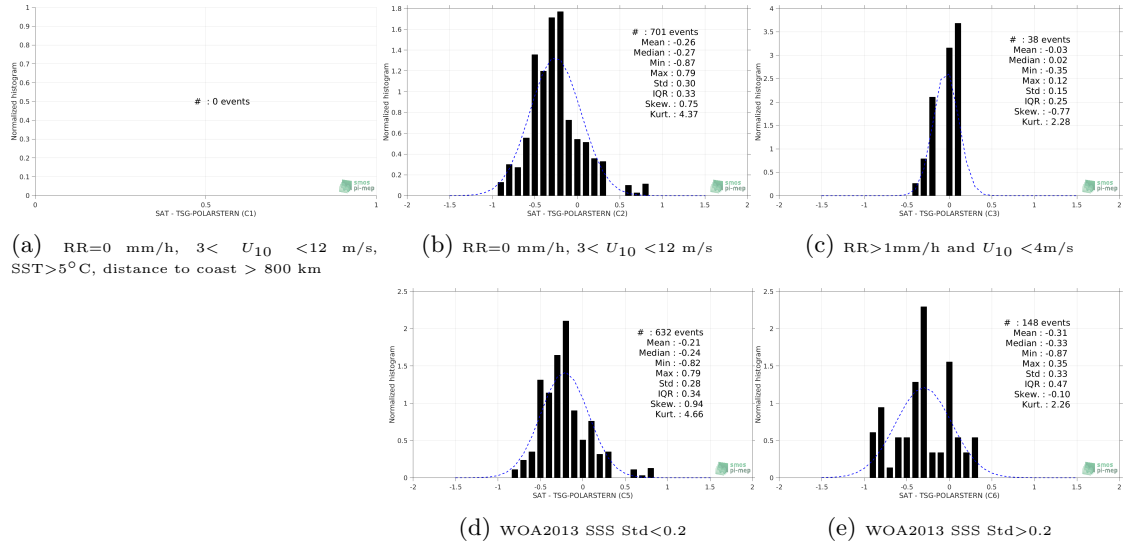 1
0.9
0.8
0.7
0.6
0.5
0.4
0.3
0.2
0.1
0
Normalized histogram
# : 0 events
smos
pi-mep
0 0.5 1
SAT - TSG-POLARSTERN (C1)
(a) RR=0 mm/h, 3< U10 <12 m/s,
SST>5°C, distance to coast > 800 km
1.8
1.6
1.4
1.2
1
0.8
0.6
0.4
0.2
0
Normalized histogram
# : 701 events
Mean : -0.26
Median : -0.27
Min : -0.87
Max : 0.79
Std : 0.30
IQR : 0.33
Skew. : 0.75
Kurt. : 4.37
smos
pi-mep
-2 -1.5 -1 -0.5 0 0.5 1 1.5 2
SAT - TSG-POLARSTERN (C2)
(b) RR=0 mm/h, 3< U10 <12 m/s
4
3.5
3
2.5
2
1.5
1
0.5
0
Normalized histogram
# : 38 events
Mean : -0.03
Median : 0.02
Min : -0.35
Max : 0.12
Std : 0.15
IQR : 0.25
Skew. : -0.77
Kurt. : 2.28
smos
pi-mep
-2 -1.5 -1 -0.5 0 0.5 1 1.5 2
SAT - TSG-POLARSTERN (C3)
(c) RR>1mm/h and U10 <4m/s
2.5
2
1.5
1
0.5
0
Normalized histogram
# : 632 events
Mean : -0.21
Median : -0.24
Min : -0.82
Max : 0.79
Std : 0.28
IQR : 0.34
Skew. : 0.94
Kurt. : 4.66
smos
pi-mep
-2 -1.5 -1 -0.5 0 0.5 1 1.5 2
SAT - TSG-POLARSTERN (C5)
(d) WOA2013 SSS Std<0.2
2.5
2
1.5
1
0.5
0
Normalized histogram
# : 148 events
Mean : -0.31
Median : -0.33
Min : -0.87
Max : 0.35
Std : 0.33
IQR : 0.47
Skew. : -0.10
Kurt. : 2.26
smos
pi-mep
-2 -1.5 -1 -0.5 0 0.5 1 1.5 2
SAT - TSG-POLARSTERN (C6)
(e) WOA2013 SSS Std>0.2